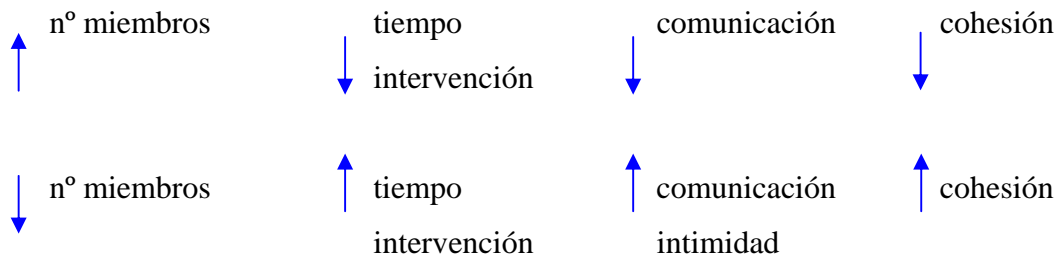 nº miembros tiempo comunicación cohesión
intervención
nº miembros tiempo comunicación cohesión
intervención intimidad